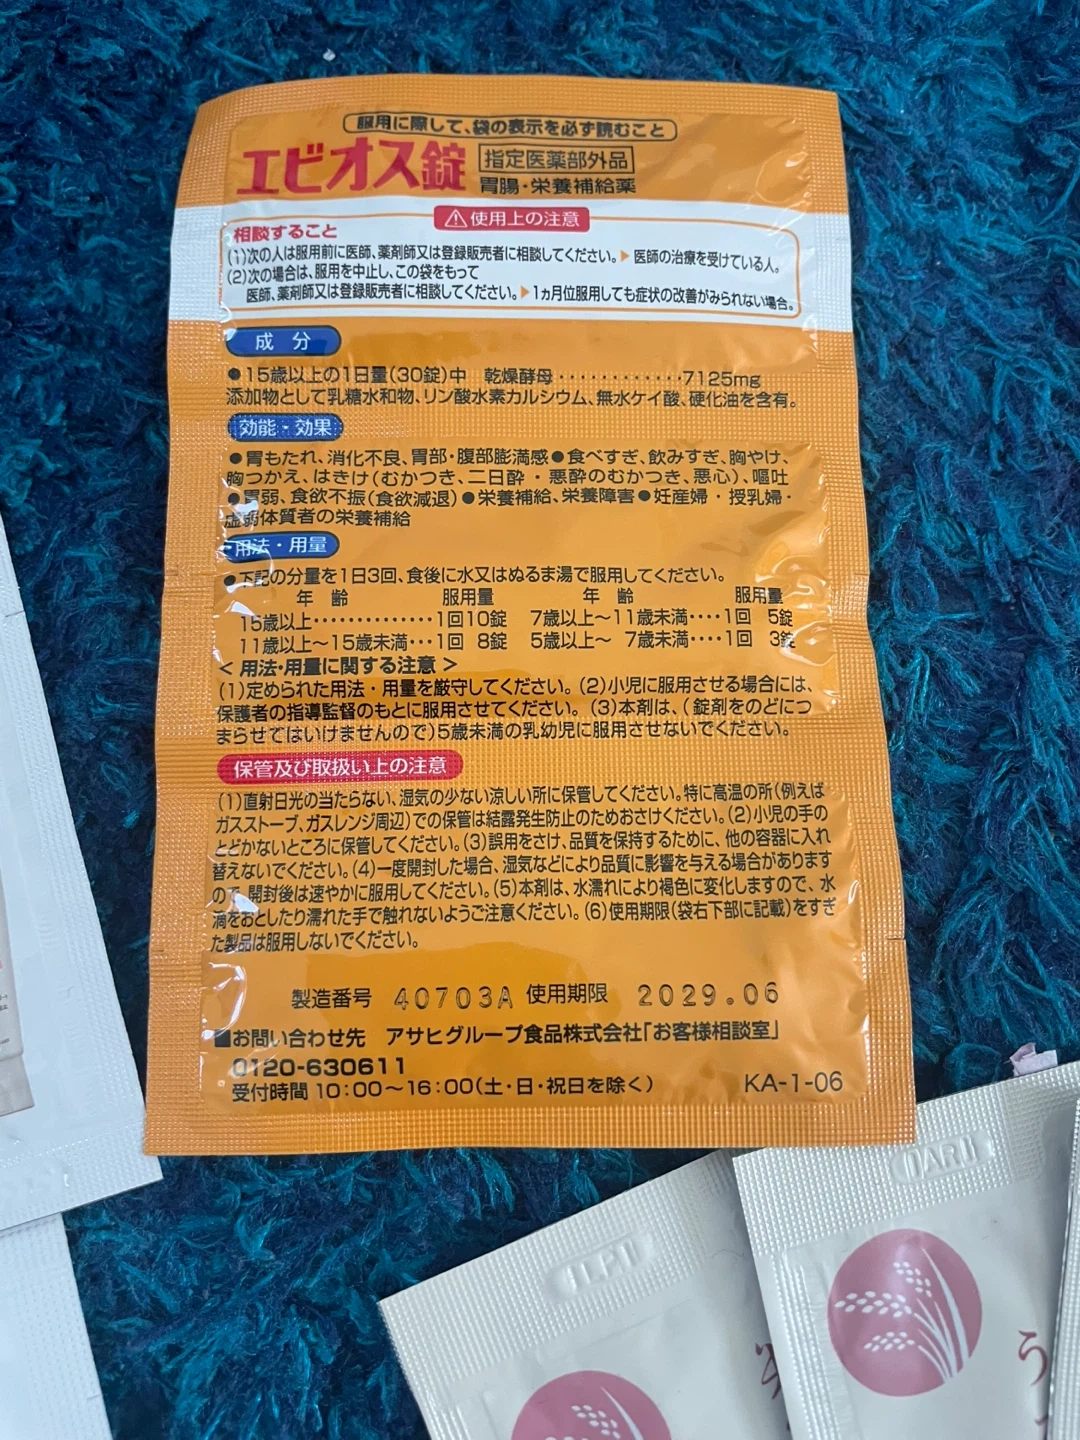 服用に際して、袋の表示を必ず読むこと
エビオス錠 指定医薬部外品
胃腸・栄養補給薬
⚠使用上の注意
相談すること
(1)次の人は服用前に医師、薬剤師又は登録販売者に相談してください。▶医師の治療を受けている人。
(2)次の場合は、服用を中止し、この袋をもって
医師、薬剤師又は登録販売者に相談してください。▶1ヵ月位服用しても症状の改善がみられない場合。
成 分
●15歳以上の1日量(30錠)中 乾燥酵母・・・・・・・・・・・・・7125mg
添加物として乳糖水和物、リン酸水素カルシウム、無水ケイ酸、硬化油を含有。
効能・効果
●胃もたれ、消化不良、胃部・腹部膨満感●食べすぎ、飲みすぎ、胸やけ、
胸つかえ、はきけ(むかつき、二日酔・悪酔のむかつき、悪心)、嘔吐
●胃弱、食欲不振(食欲減退)●栄養補給、栄養障害●妊産婦・授乳婦・
虚弱体質者の栄養補給
用法・用量
●下記の分量を1日3回、食後に水又はぬるま湯で服用してください。
年 齢 服用量 年 齢 服用量
15歳以上・・・・・・・・・・・・・・1回10錠 7歳以上〜11歳未満・・・・1回 5錠
11歳以上〜15歳未満・・・1回 8錠 5歳以上〜 7歳未満・・・・1回 3錠
<用法・用量に関する注意>
(1)定められた用法・用量を厳守してください。(2)小児に服用させる場合には、
保護者の指導監督のもとに服用させてください。(3)本剤は、(錠剤をのどにつ
まらせてはいけませんので)5歳未満の乳幼児に服用させないでください。
保管及び取扱い上の注意
(1)直射日光の当たらない、湿気の少ない涼しい所に保管してください。特に高温の所(例えば
ガスストーブ、ガスレンジ周辺)での保管は結露発生防止のためおさけください。(2)小児の手の
とどかないところに保管してください。(3)誤用をさけ、品質を保持するために、他の容器に入れ
替えないでください。(4)一度開封した場合、湿気などにより品質に影響を与える場合があります
ので、開封後は速やかに服用してください。(5)本剤は、水濡れにより褐色に変化しますので、水
滴をおとしたり濡れた手で触れないようご注意ください。(6)使用期限(袋右下部に記載)をすぎ
た製品は服用しないでください。
製造番号 40703A 使用期限 2029.06
■お問い合わせ先 アサヒグループ食品株式会社「お客様相談室」
0120-630611
受付時間 10:00〜16:00(土・日・祝日を除く) KA-1-06
う